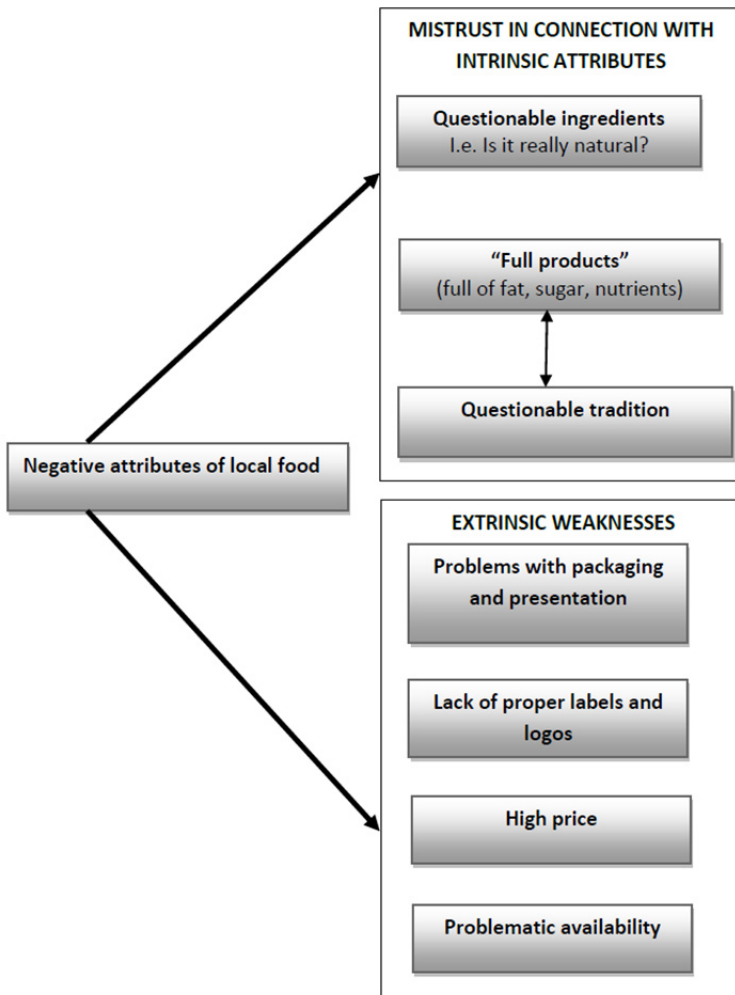 MISTRUST IN CONNECTION WITH
INTRINSIC ATTRIBUTES
Questionable ingredients
I.e. Is it really natural?
“Full products”
(full of fat, sugar, nutrients)
Questionable tradition
Negative attributes of local food
EXTRINSIC WEAKNESSES
Problems with packaging
and presentation
Lack of proper labels and
logos
High price
Problematic availability